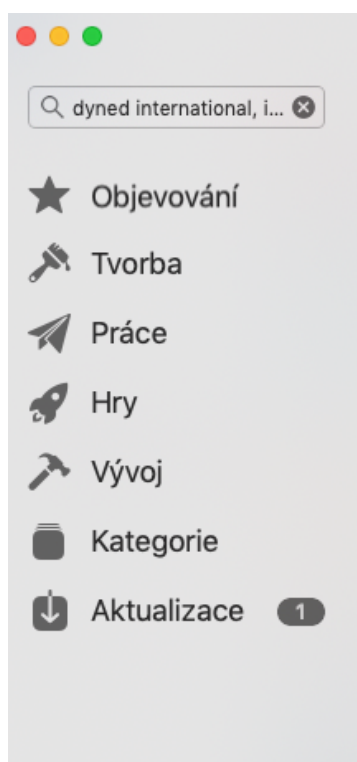 dyned international, i...
Objevování
Tvorba
Práce
Hry
Vývoj
Kategorie
Aktualizace 1